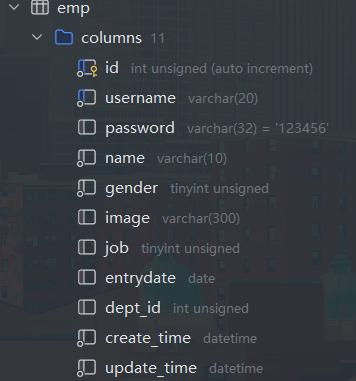 emp
columns 11
id int unsigned (auto increment)
username varchar(20)
password varchar(32) = '123456'
name varchar(10)
gender tinyint unsigned
image varchar(300)
job tinyint unsigned
entrydate date
dept_id int unsigned
create_time datetime
update_time datetime